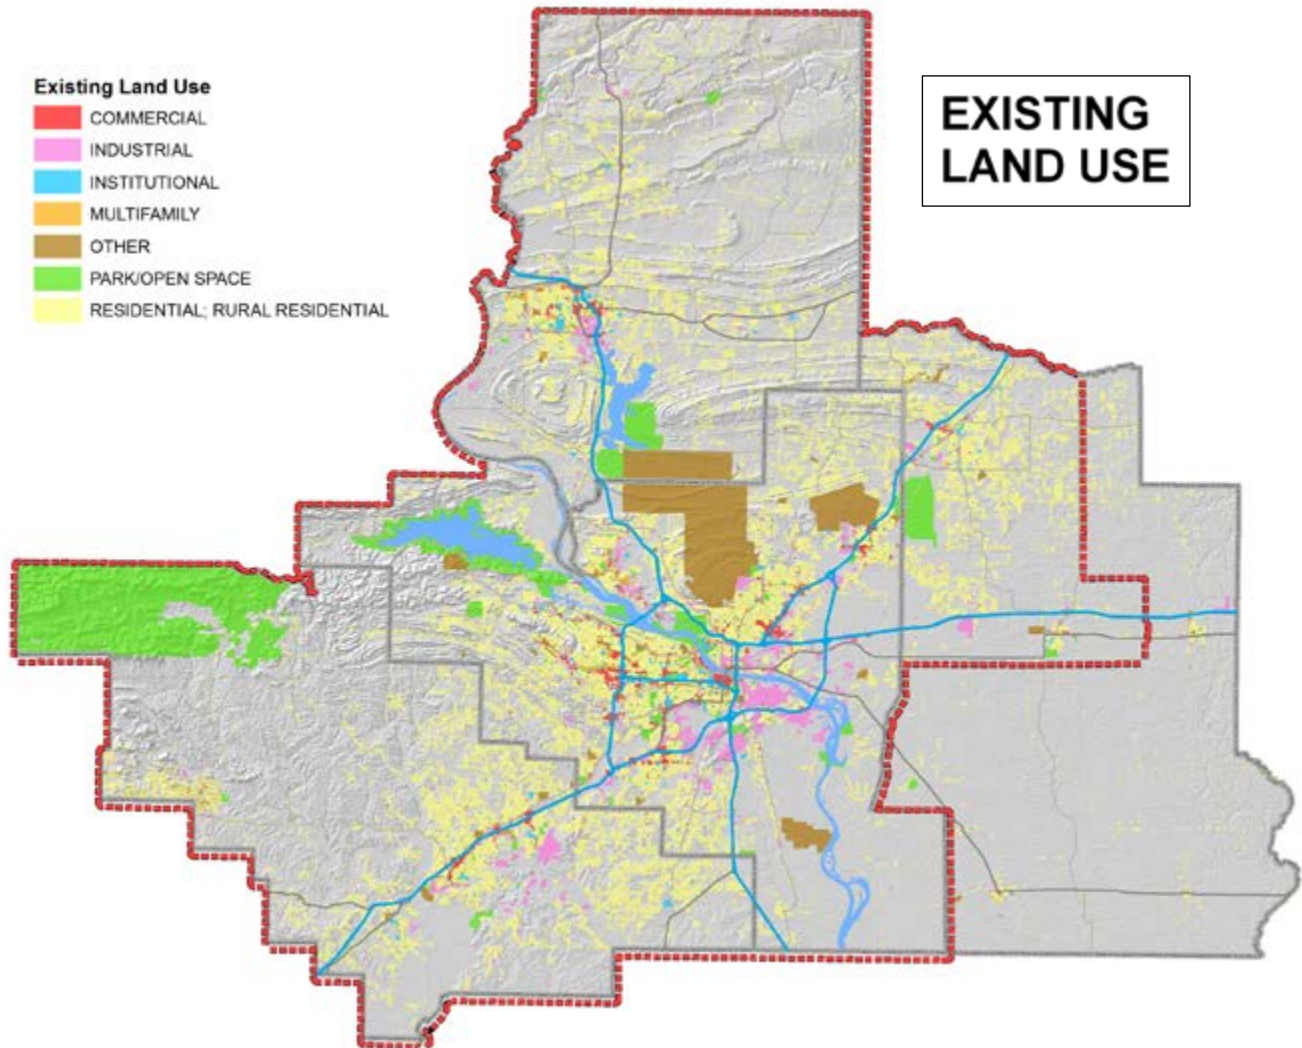 Existing Land Use
COMMERCIAL
INDUSTRIAL
INSTITUTIONAL
MULTIFAMILY
OTHER
PARK/OPEN SPACE
RESIDENTIAL; RURAL RESIDENTIAL
EXISTING
LAND USE